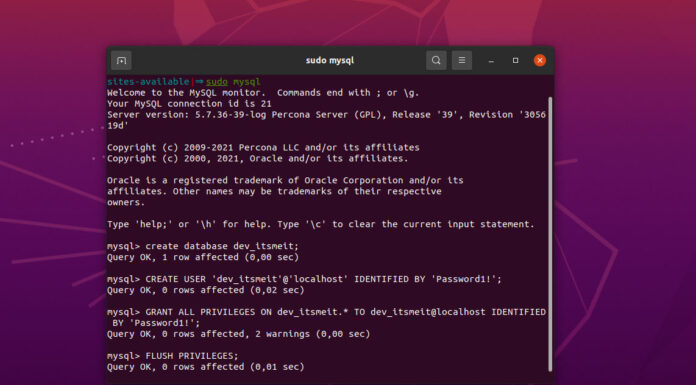 sudo mysql
sites-available|⇒ sudo mysql
Welcome to the MySQL monitor.  Commands end with ; or \g.
Your MySQL connection id is 21
Server version: 5.7.36-39-log Percona Server (GPL), Release '39', Revision '3056
19d'
Copyright (c) 2009-2021 Percona LLC and/or its affiliates
Copyright (c) 2000, 2021, Oracle and/or its affiliates.
Oracle is a registered trademark of Oracle Corporation and/or its
affiliates. Other names may be trademarks of their respective
owners.
Type 'help;' or '\h' for help. Type '\c' to clear the current input statement.
mysql> create database dev_itsmeit;
Query OK, 1 row affected (0,00 sec)
mysql> CREATE USER 'dev_itsmeit'@'localhost' IDENTIFIED BY 'Password1!';
Query OK, 0 rows affected (0,02 sec)
mysql> GRANT ALL PRIVILEGES ON dev_itsmeit.* TO dev_itsmeit@localhost IDENTIFIED
 BY 'Password1!';
Query OK, 0 rows affected, 2 warnings (0,00 sec)
mysql> FLUSH PRIVILEGES;
Query OK, 0 rows affected (0,01 sec)